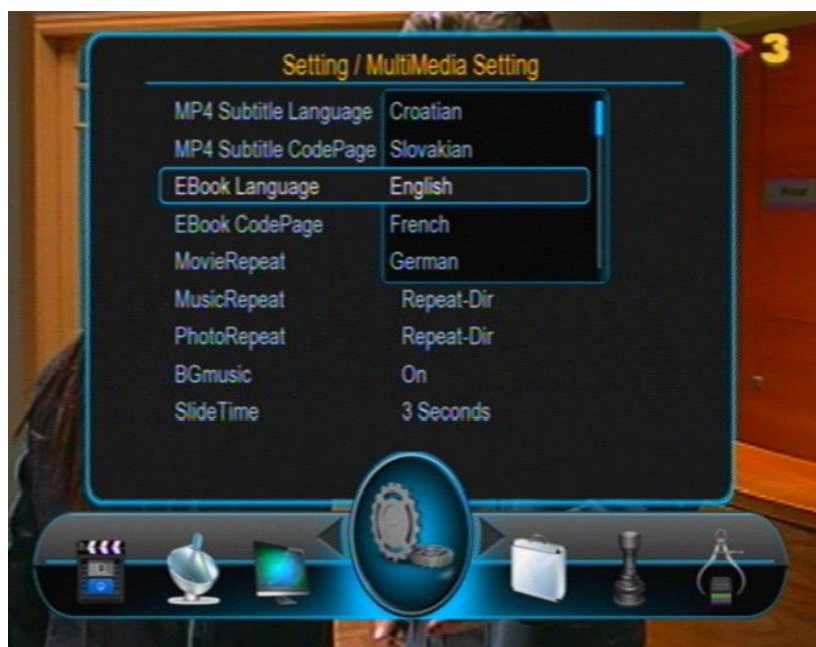 3
Setting / MultiMedia Setting
MP4 Subtitle Language Croatian
MP4 Subtitle CodePage Slovakian
EBook Language English
EBook CodePage French
MovieRepeat German
MusicRepeat Repeat-Dir
PhotoRepeat Repeat-Dir
BGmusic On
SlideTime 3 Seconds